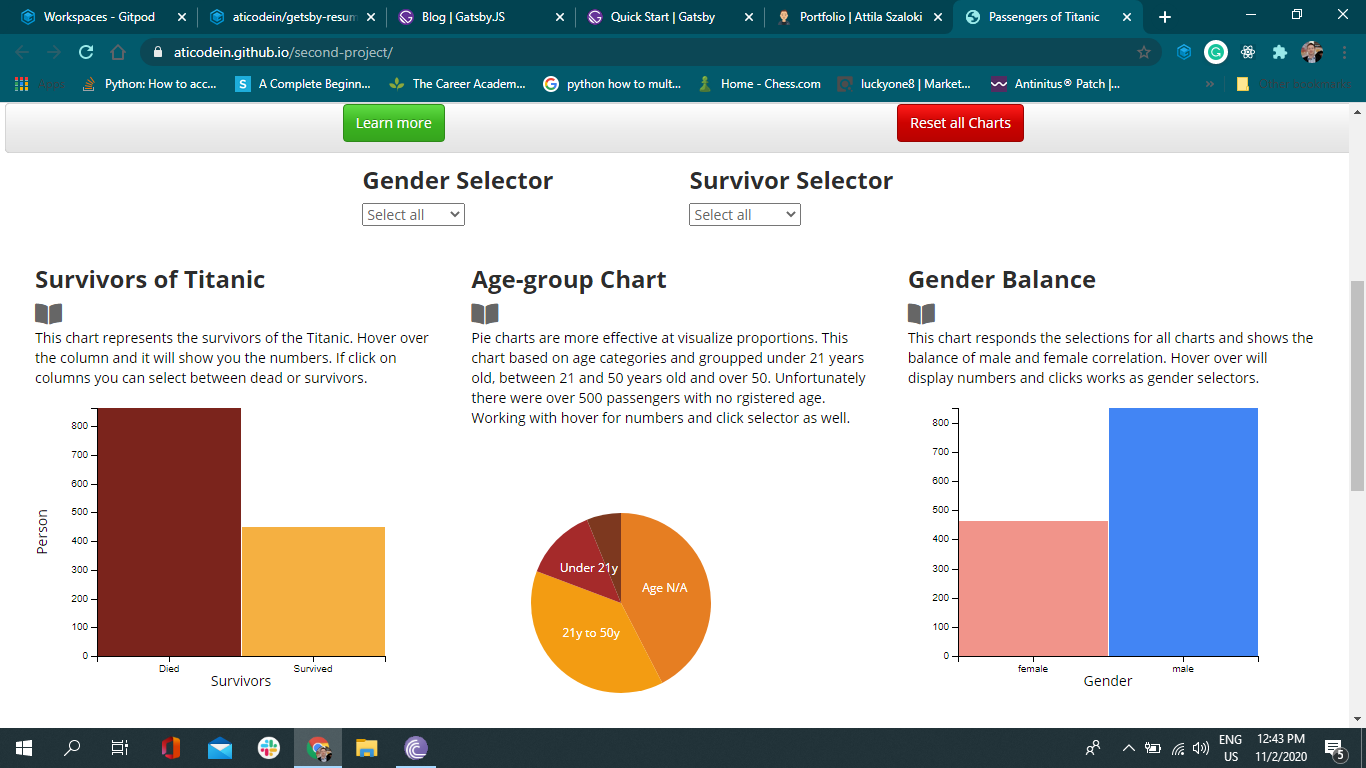 Workspaces - Gitpod
aticodein/getsby-resum
Blog | GatsbyJS
Quick Start | Gatsby
Portfolio | Attila Szaloki
Passengers of Titanic
aticodein.github.io/second-project/
Apps
Python: How to acc...
A Complete Beginn...
The Career Academ...
python how to mult...
Home - Chess.com
luckyone8 | Market...
Antinitus® Patch |...
»
Other bookmarks
Learn more
Reset all Charts
Gender Selector
Select all
Survivor Selector
Select all
Survivors of Titanic
This chart represents the survivors of the Titanic. Hover over
the column and it will show you the numbers. If click on
columns you can select between dead or survivors.
800
700
600
500
400
300
200
100
0
Person
Died
Survived
Survivors
Age-group Chart
Pie charts are more effective at visualize proportions. This
chart based on age categories and groupped under 21 years
old, between 21 and 50 years old and over 50. Unfortunately
there were over 500 passengers with no rgistered age.
Working with hover for numbers and click selector as well.
Under 21y
Age N/A
21y to 50y
Gender Balance
This chart responds the selections for all charts and shows the
balance of male and female correlation. Hover over will
display numbers and clicks works as gender selectors.
800
700
600
500
400
300
200
100
0
female
male
Gender
ENG
US
12:43 PM
11/2/2020
5